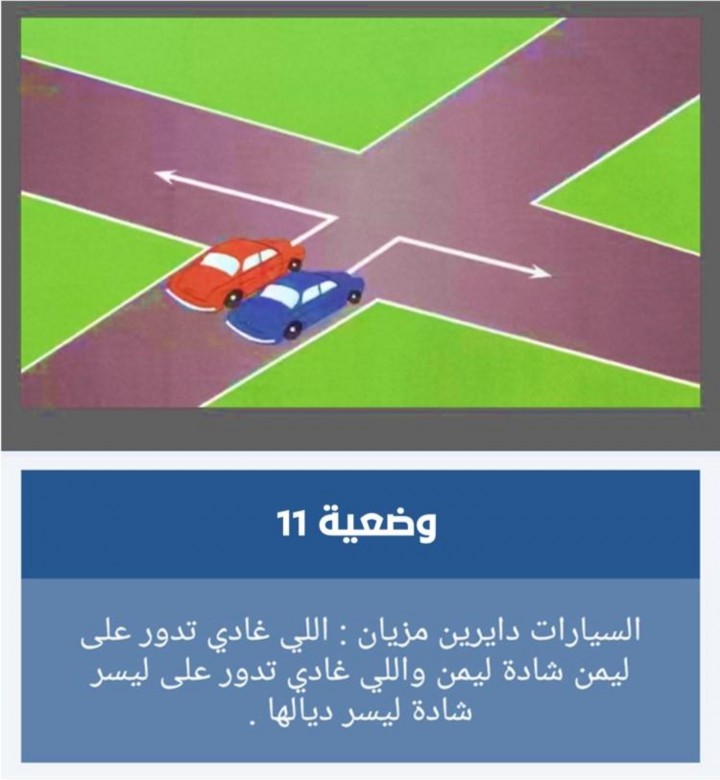 وضعية 11
السيارات دايرين مزيان : اللي غادي تدور على
ليمن شادة ليمن واللي غادي تدور على ليسر
شادة ليسر ديالها .